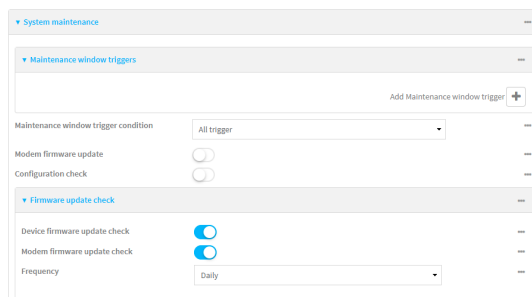 System maintenance
Maintenance window triggers
Add Maintenance window trigger
Maintenance window trigger condition
All trigger
Modem firmware update
Configuration check
Firmware update check
Device firmware update check
Modem firmware update check
Frequency
Daily